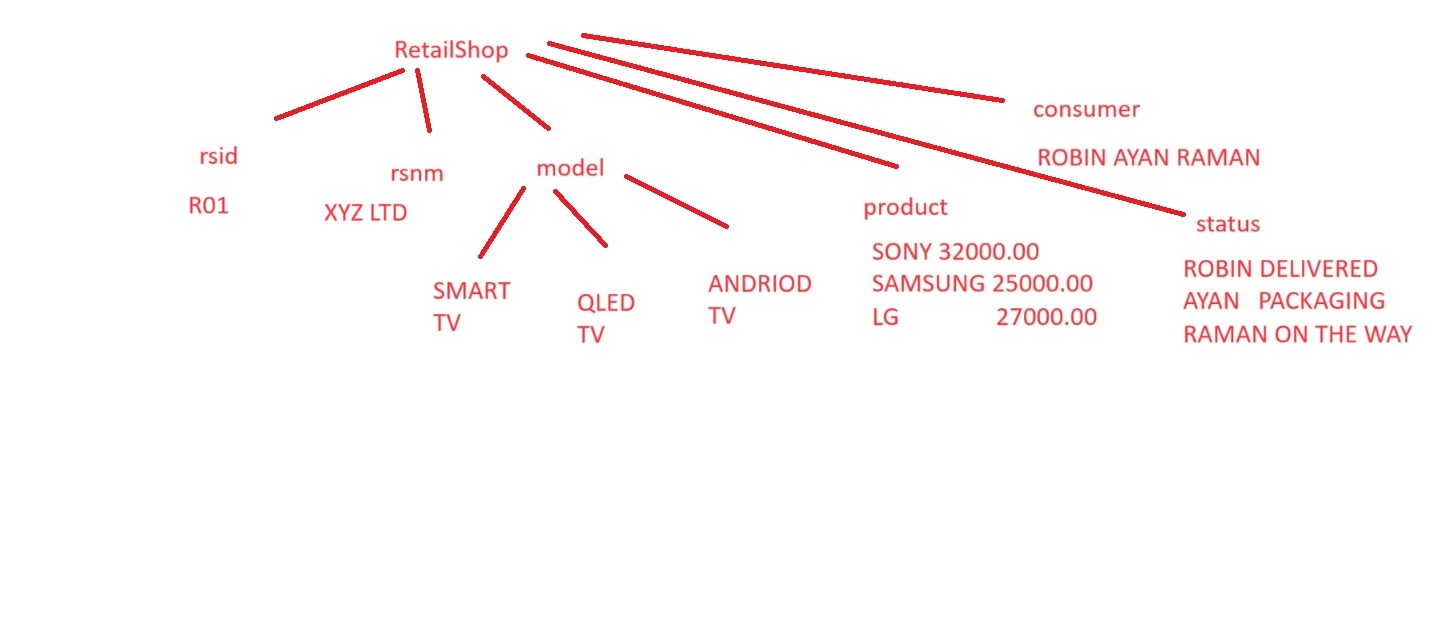 RetailShop
rsid
R01
rsnm
XYZ LTD
model
SMART
TV
QLED
TV
ANDRIOD
TV
product
SONY 32000.00
SAMSUNG 25000.00
LG 27000.00
consumer
ROBIN AYAN RAMAN
status
ROBIN DELIVERED
AYAN PACKAGING
RAMAN ON THE WAY